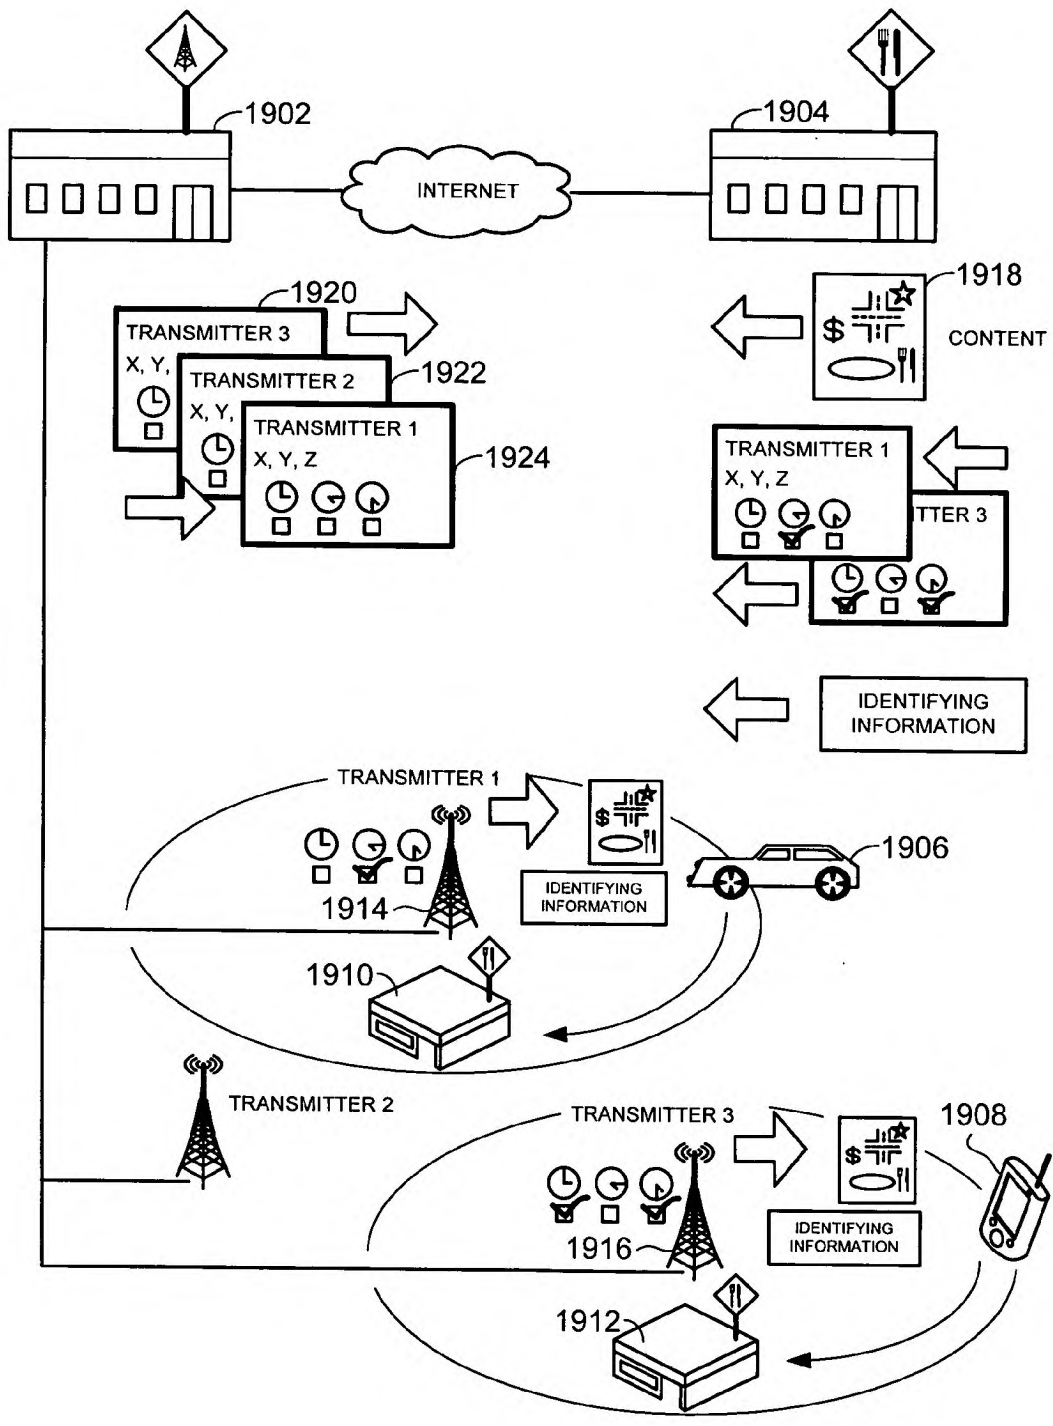 1902
1904
INTERNET
1918
CONTENT
1920
TRANSMITTER 3
X, Y,
1922
TRANSMITTER 2
X, Y,
1924
TRANSMITTER 1
X, Y, Z
TRANSMITTER 1
X, Y, Z
ITTER 3
IDENTIFYING
INFORMATION
TRANSMITTER 1
$
$
1906
1914
IDENTIFYING
INFORMATION
1910
TRANSMITTER 2
TRANSMITTER 3
$
1908
1916
IDENTIFYING
INFORMATION
1912